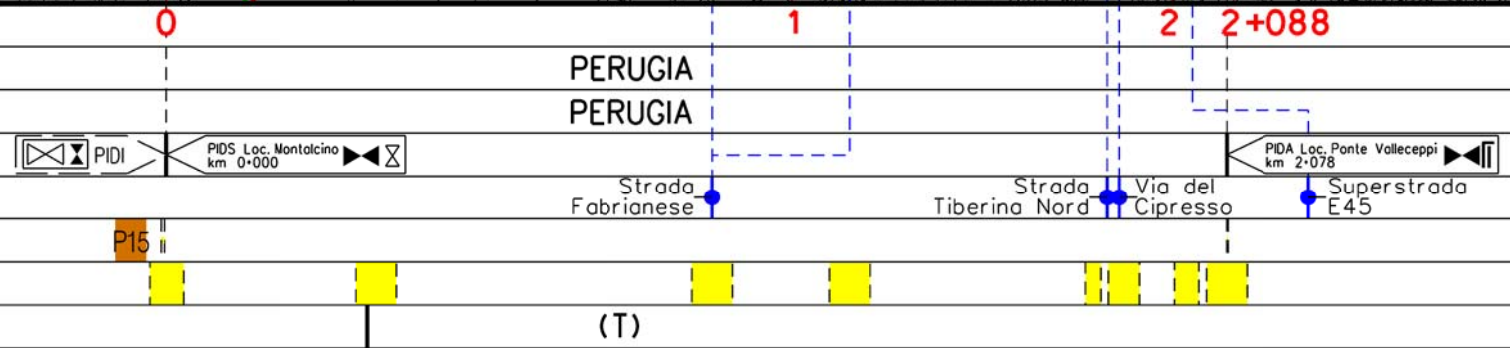 0 1 2 2+088
PERUGIA
PERUGIA
PIDI
PIDS Loc. Montalcino
km 0+000
PIDA Loc. Ponte Valleceppi
km 2+078
Strada
Fabrianese
Strada
Tiberina Nord
Via del
Cipresso
Superstrada
E45
P15
(T)